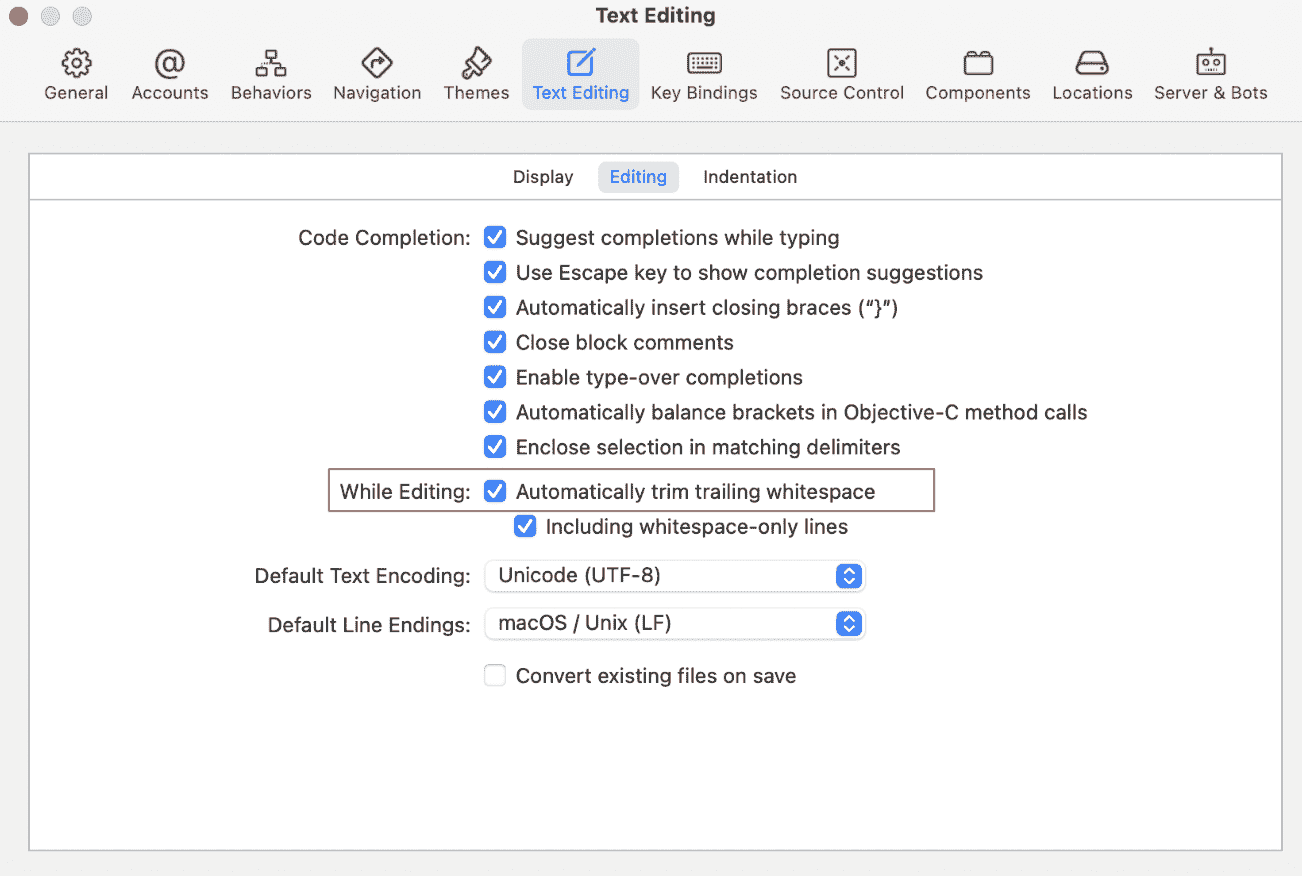 Text Editing
General Accounts Behaviors Navigation Themes Text Editing Key Bindings Source Control Components Locations Server & Bots
Display Editing Indentation
Code Completion: Suggest completions while typing
Use Escape key to show completion suggestions
Automatically insert closing braces (“}”)
Close block comments
Enable type-over completions
Automatically balance brackets in Objective-C method calls
Enclose selection in matching delimiters
While Editing: Automatically trim trailing whitespace
Including whitespace-only lines
Default Text Encoding: Unicode (UTF-8)
Default Line Endings: macOS / Unix (LF)
Convert existing files on save